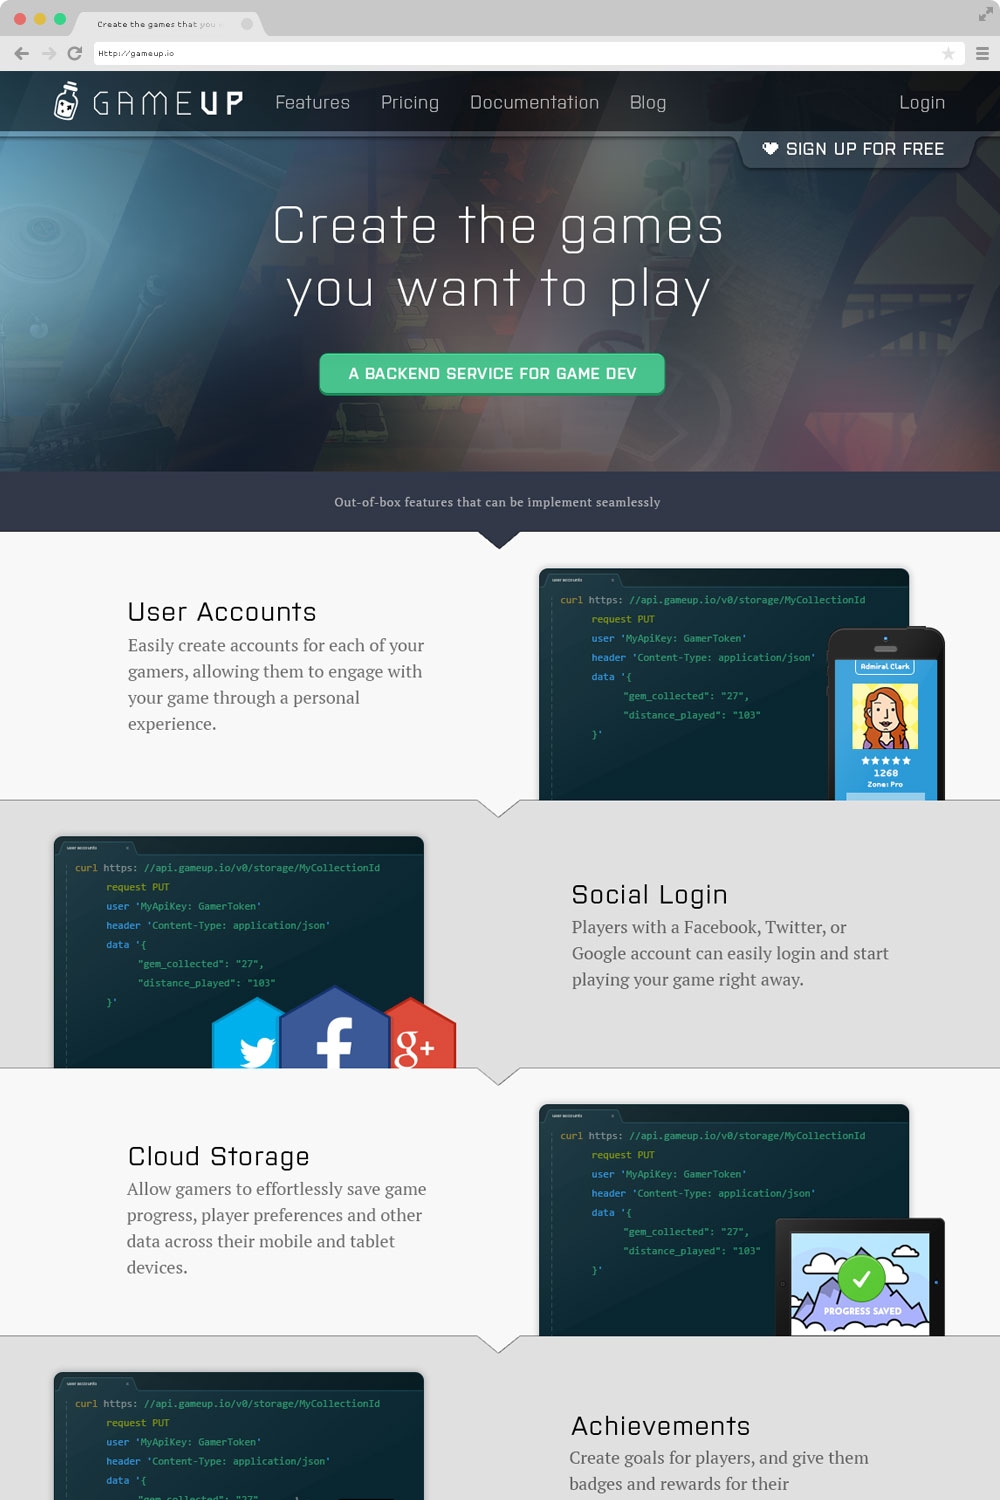 Create the games that you
Http://gameup.io
GAMEUP
Features
Pricing
Documentation
Blog
Login
SIGN UP FOR FREE
Create the games
you want to play
A BACKEND SERVICE FOR GAME DEV
Out-of-box features that can be implement seamlessly
User Accounts
Easily create accounts for each of your
gamers, allowing them to engage with
your game through a personal
experience.
user accounts x
curl https: //api.gameup.io/v0/storage/MyCollectionId
request PUT
user 'MyApiKey: GamerToken'
header 'Content-Type: application/json'
data '{
"gem_collected": "27",
"distance_played": "103"
}'
Admiral Clark
1268
Zone: Pro
user accounts x
curl https: //api.gameup.io/v0/storage/MyCollectionId
request PUT
user 'MyApiKey: GamerToken'
header 'Content-Type: application/json'
data '{
"gem_collected": "27",
"distance_played": "103"
}'
f
g+
Social Login
Players with a Facebook, Twitter, or
Google account can easily login and start
playing your game right away.
Cloud Storage
Allow gamers to effortlessly save game
progress, player preferences and other
data across their mobile and tablet
devices.
user accounts x
curl https: //api.gameup.io/v0/storage/MyCollectionId
request PUT
user 'MyApiKey: GamerToken'
header 'Content-Type: application/json'
data '{
"gem_collected": "27",
"distance_played": "103"
}'
PROGRESS SAVED
user accounts x
curl https: //api.gameup.io/v0/storage/MyCollectionId
request PUT
user 'MyApiKey: GamerToken'
header 'Content-Type: application/json'
data '{
"gem_collected": "27",
Achievements
Create goals for players, and give them
badges and rewards for their